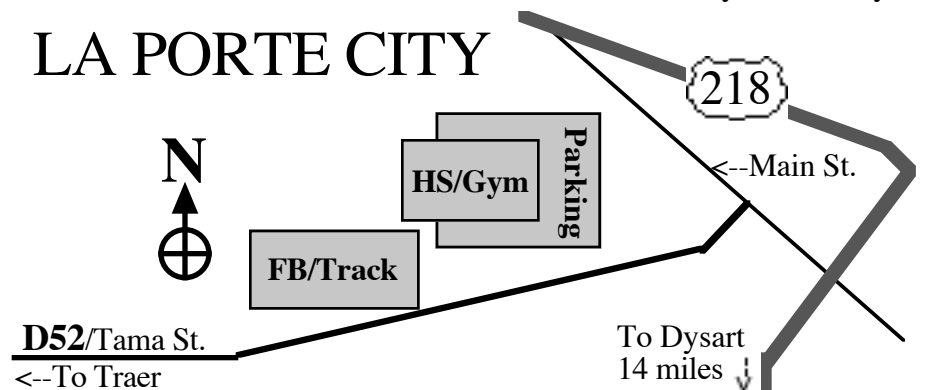 LA PORTE CITY
218
N
Parking
HS/Gym
<--Main St.
FB/Track
D52/Tama St.
<--To Traer
To Dysart
14 miles